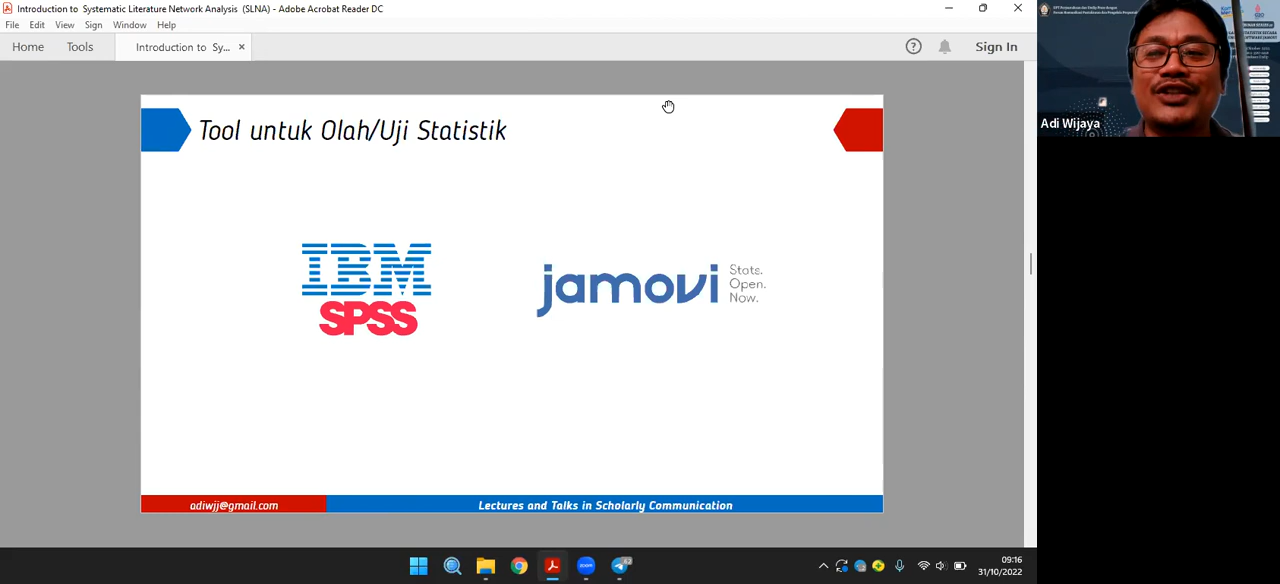 Introduction to Systematic Literature Network Analysis (SLNA) - Adobe Acrobat Reader DC
File Edit View Sign Window Help
Home Tools Introduction to Sy... × Sign In
Tool untuk Olah/Uji Statistik
IBM
SPSS
jamovi
Stats.
Open.
Now.
adiwjj@gmail.com
Lectures and Talks in Scholarly Communication
zoom
62
09:16
31/10/2022
Adi Wijaya